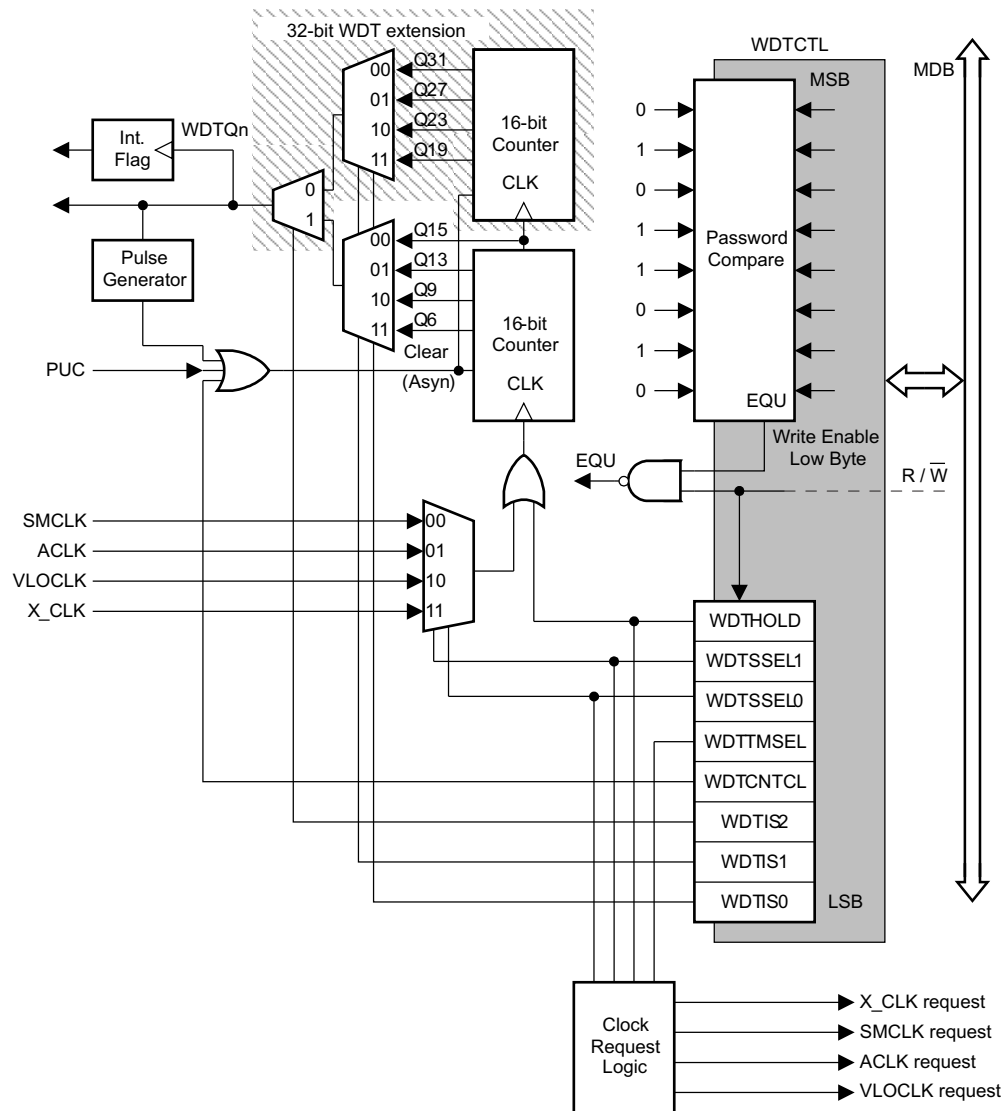 32-bit WDT extension
WDTCTL
MDB
MSB
00
Q31
01
Q27
10
Q23
11
Q19
16-bit
Counter
CLK
Int.
Flag
WDTQn
0
1
00
Q15
01
Q13
10
Q9
11
Q6
16-bit
Counter
CLK
Pulse
Generator
PUC
Clear
(Asyn)
0
1
0
1
1
0
1
0
Password
Compare
EQU
Write Enable
Low Byte
EQU
R / W
SMCLK
ACLK
VLOCLK
X_CLK
00
01
10
11
WDTHOLD
WDTSSEL1
WDTSSEL0
WDTTMSEL
WDTCNTCL
WDTIS2
WDTIS1
WDTIS0
LSB
Clock
Request
Logic
X_CLK request
SMCLK request
ACLK request
VLOCLK request